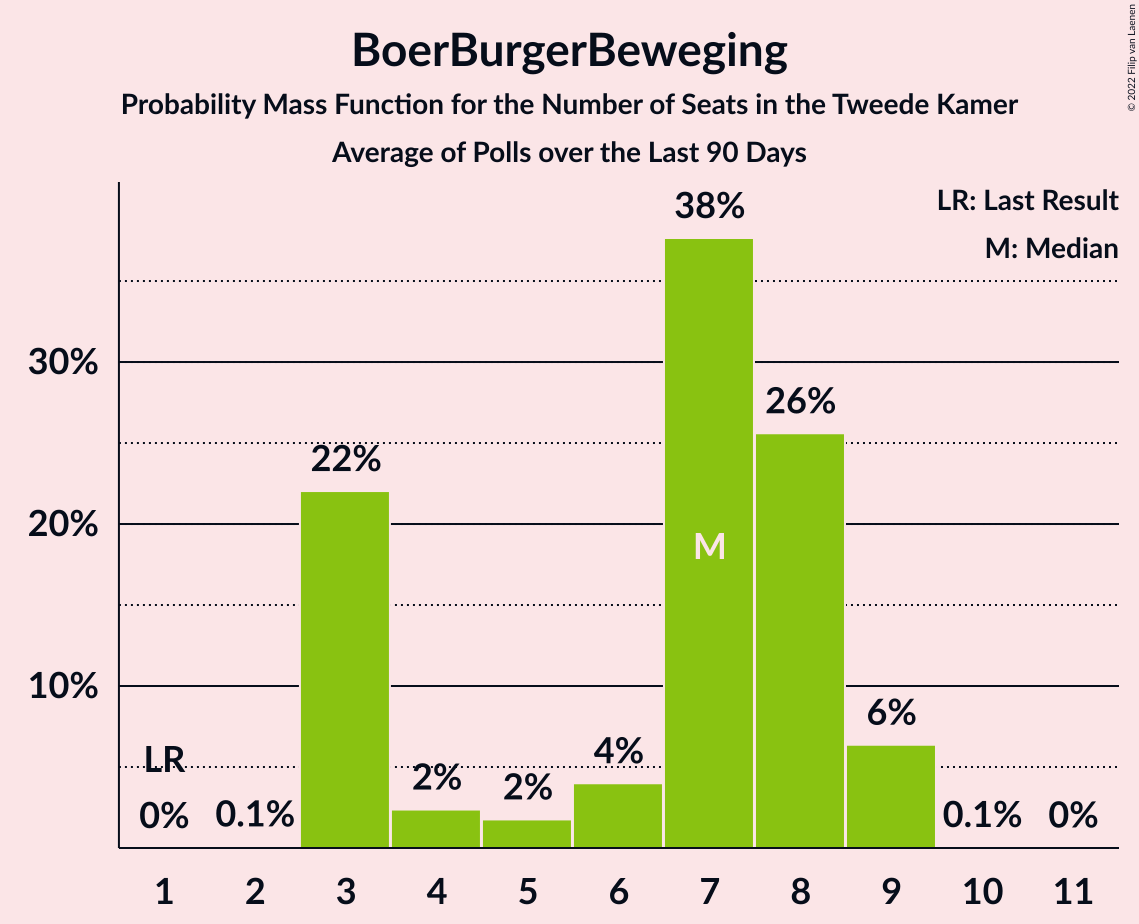 BoerBurgerBeweging
Probability Mass Function for the Number of Seats in the Tweede Kamer
Average of Polls over the Last 90 Days
© 2022 Filip van Laenen
LR: Last Result
M: Median
38%
30%
26%
22%
20%
M
10%
6%
LR
4%
2%
2%
0%
0.1%
0.1%
0%
1 2 3 4 5 6 7 8 9 10 11